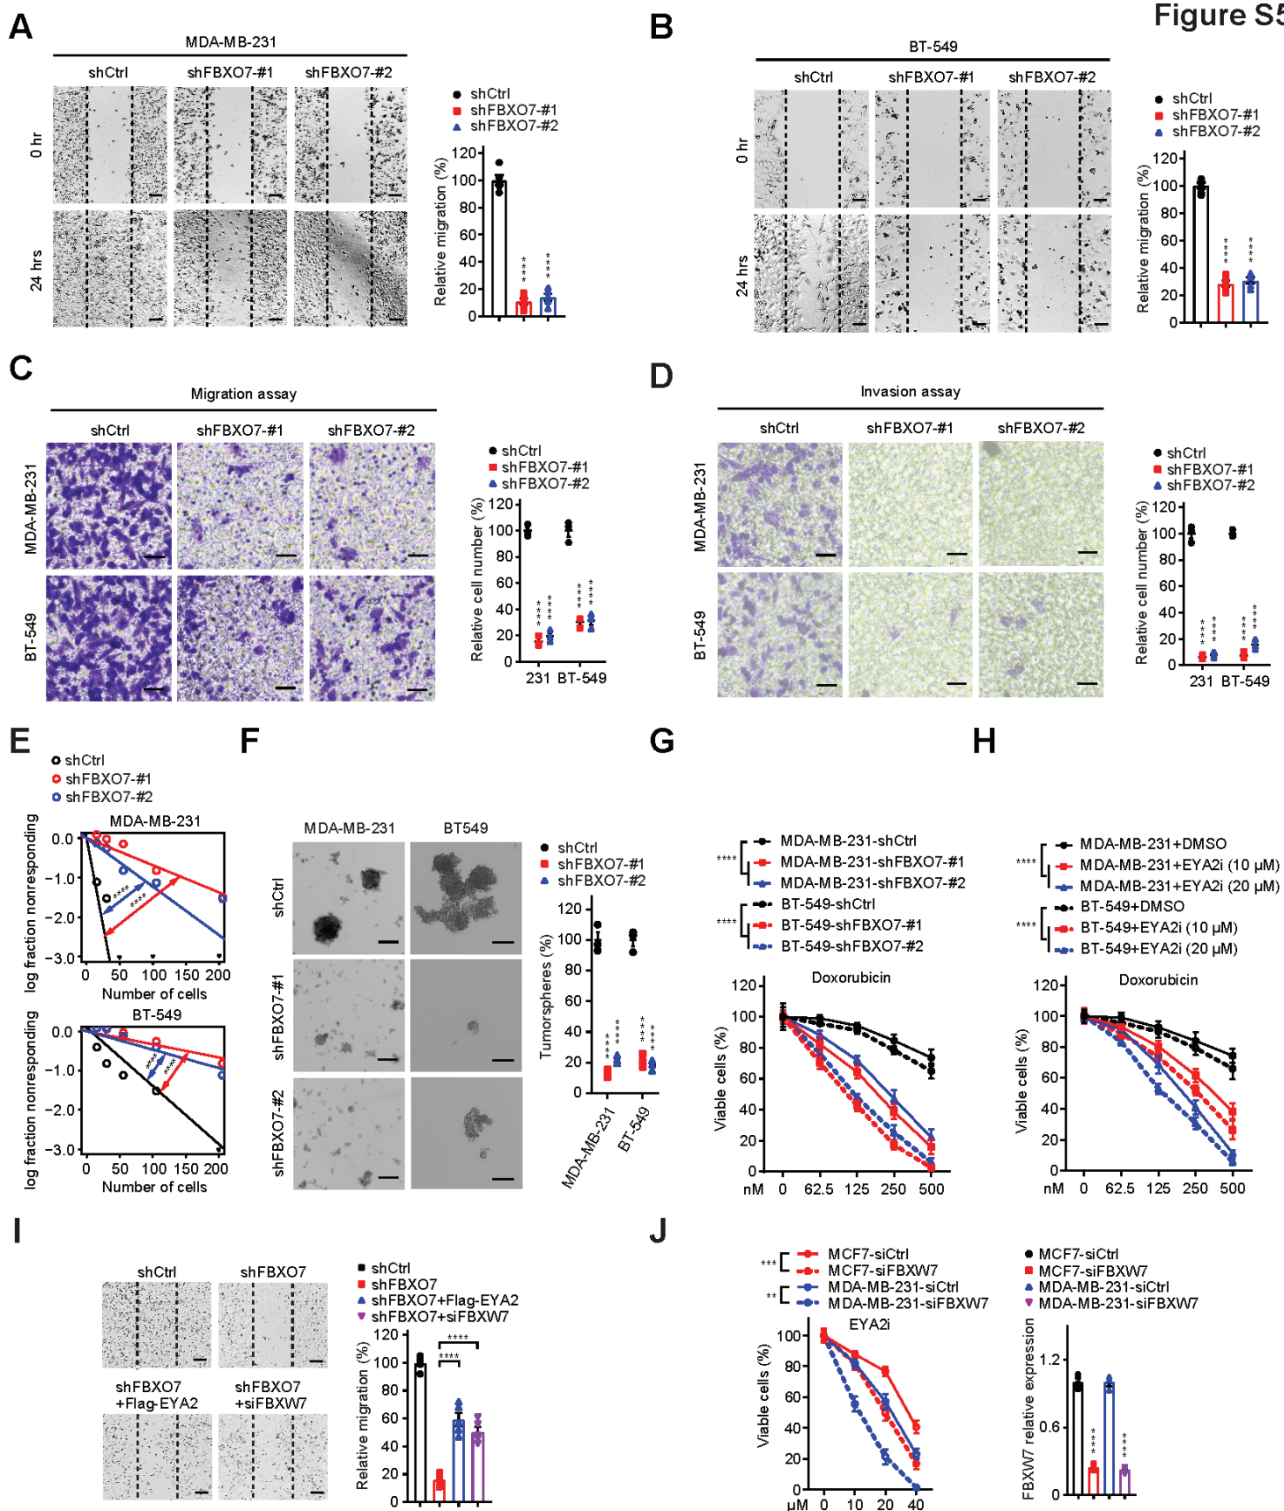 Figure S5
A
MDA-MB-231
shCtrl
shFBXO7-#1
shFBXO7-#2
0 hr
24 hrs
shCtrl
shFBXO7-#1
shFBXO7-#2
Relative migration (%)
120
100
80
60
40
20
0
****
****
B
BT-549
shCtrl
shFBXO7-#1
shFBXO7-#2
0 hr
24 hrs
shCtrl
shFBXO7-#1
shFBXO7-#2
Relative migration (%)
120
100
80
60
40
20
0
****
****
C
Migration assay
shCtrl
shFBXO7-#1
shFBXO7-#2
MDA-MB-231
BT-549
shCtrl
shFBXO7-#1
shFBXO7-#2
Relative cell number (%)
120
100
80
60
40
20
0
****
****
****
****
231
BT-549
D
Invasion assay
shCtrl
shFBXO7-#1
shFBXO7-#2
MDA-MB-231
BT-549
shCtrl
shFBXO7-#1
shFBXO7-#2
Relative cell number (%)
120
100
80
60
40
20
0
****
****
****
****
231
BT-549
E
shCtrl
shFBXO7-#1
shFBXO7-#2
MDA-MB-231
log fraction nonresponding
0.0
−1.0
−2.0
−3.0
****
****
0
50
100
150
200
Number of cells
BT-549
log fraction nonresponding
0.0
−1.0
−2.0
−3.0
****
****
0
50
100
150
200
Number of cells
F
MDA-MB-231
BT549
shCtrl
shFBXO7-#1
shFBXO7-#2
shCtrl
shFBXO7-#1
shFBXO7-#2
Tumorspheres (%)
120
100
80
60
40
20
0
****
****
****
****
MDA-MB-231
BT-549
G
MDA-MB-231-shCtrl
**** MDA-MB-231-shFBXO7-#1
MDA-MB-231-shFBXO7-#2
BT-549-shCtrl
**** BT-549-shFBXO7-#1
BT-549-shFBXO7-#2
Doxorubicin
Viable cells (%)
120
100
80
60
40
20
0
nM 0 62.5 125 250 500
H
MDA-MB-231+DMSO
**** MDA-MB-231+EYA2i (10 µM)
MDA-MB-231+EYA2i (20 µM)
BT-549+DMSO
**** BT-549+EYA2i (10 µM)
BT-549+EYA2i (20 µM)
Doxorubicin
Viable cells (%)
120
100
80
60
40
20
0
nM 0 62.5 125 250 500
I
shCtrl
shFBXO7
shFBXO7
+Flag-EYA2
shFBXO7
+siFBXW7
shCtrl
shFBXO7
shFBXO7+Flag-EYA2
shFBXO7+siFBXW7
Relative migration (%)
120
100
80
60
40
20
0
****
****
J
MCF7-siCtrl
*** MCF7-siFBXW7
MDA-MB-231-siCtrl
** MDA-MB-231-siFBXW7
EYA2i
Viable cells (%)
100
80
60
40
20
0
µM 0 10 20 40
MCF7-siCtrl
MCF7-siFBXW7
MDA-MB-231-siCtrl
MDA-MB-231-siFBXW7
FBXW7 relative expression
1.2
0.6
0
****
****